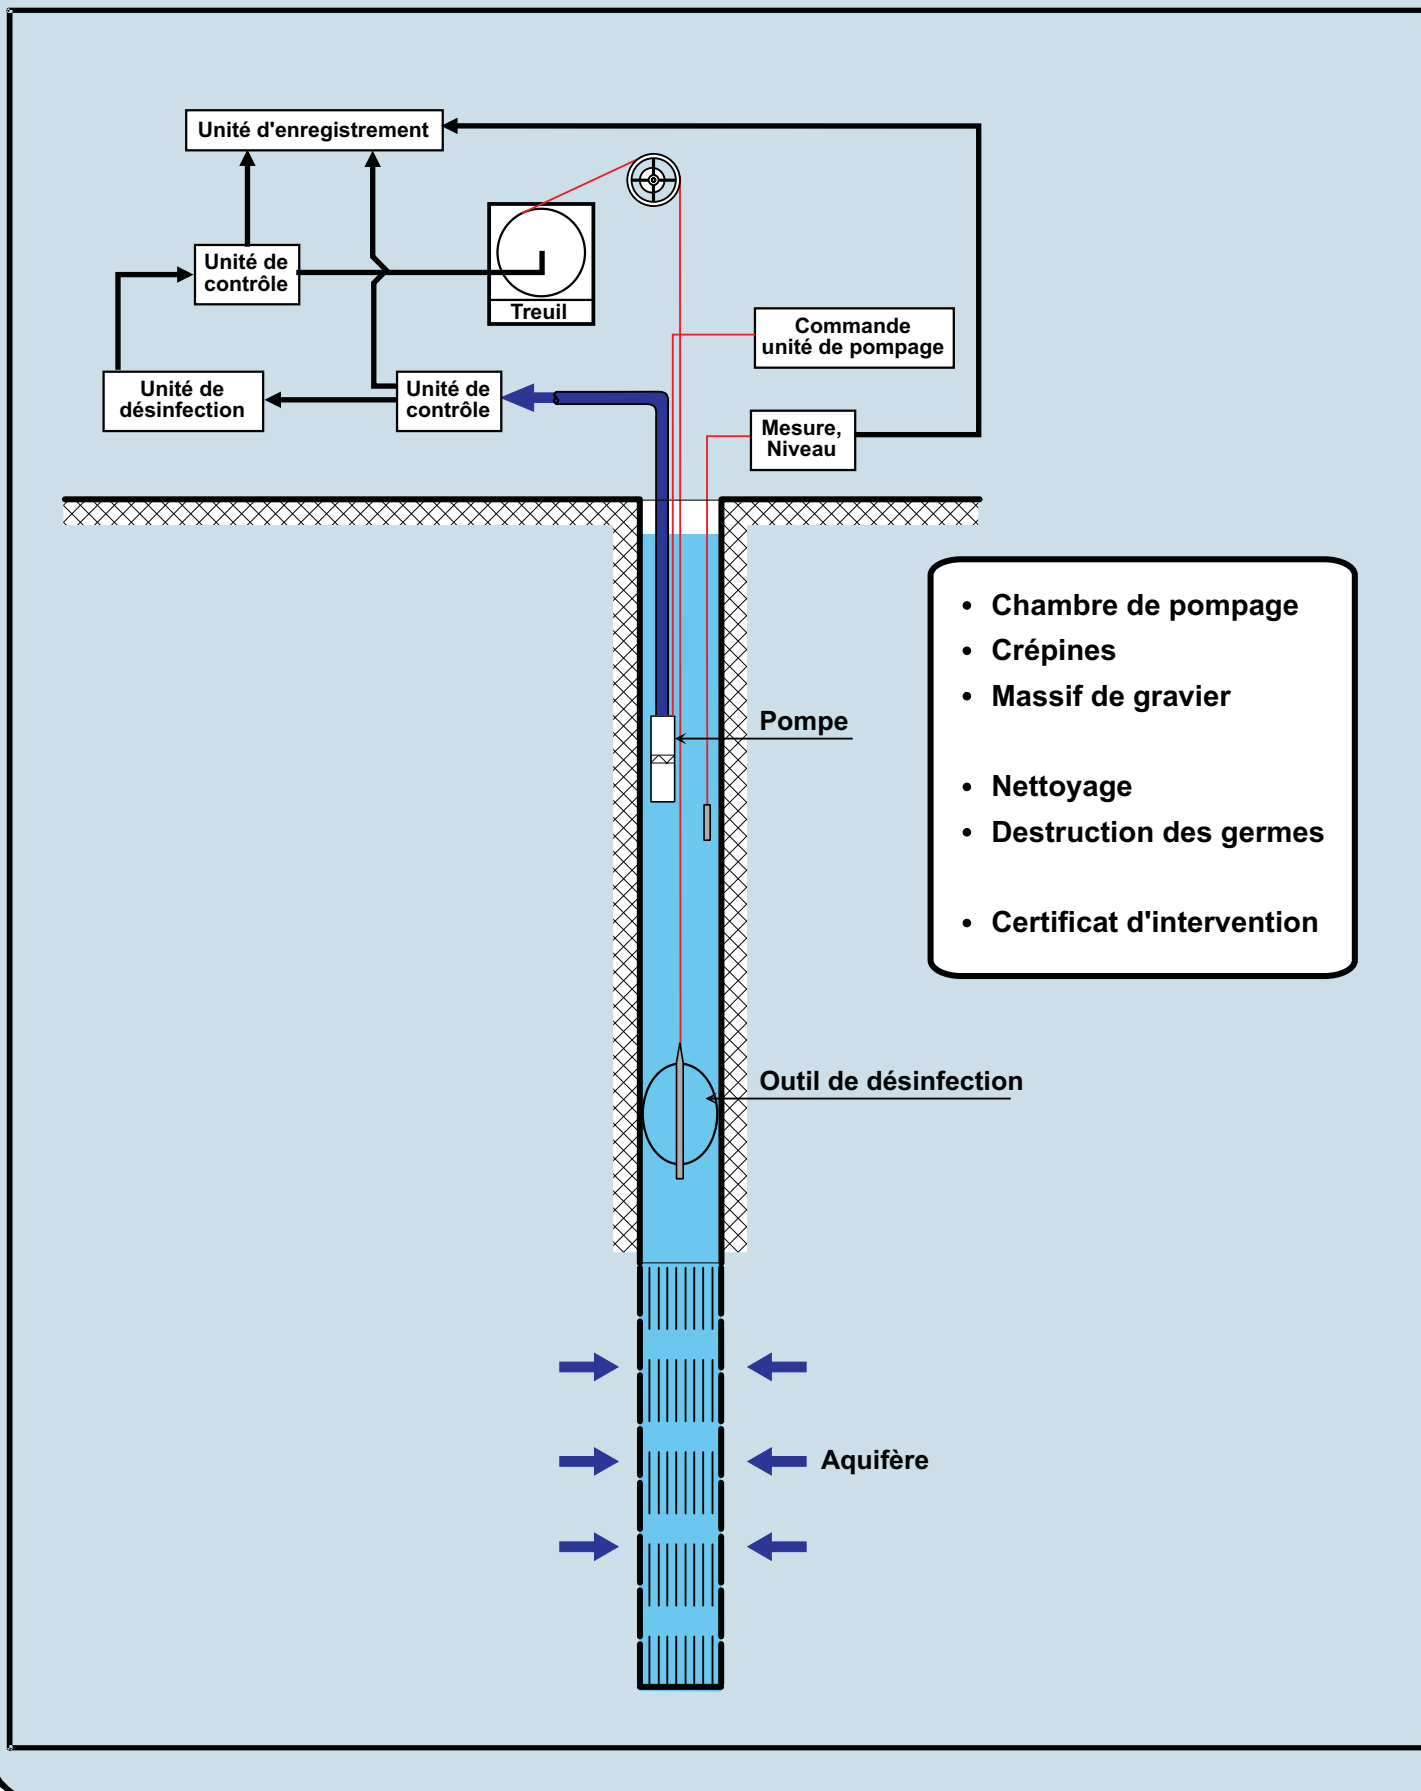 Unité d'enregistrement
Unité de
contrôle
Treuil
Commande
unité de pompage
Unité de
désinfection
Unité de
contrôle
Mesure,
Niveau
• Chambre de pompage
• Crépines
• Massif de gravier
• Nettoyage
• Destruction des germes
• Certificat d'intervention
Pompe
Outil de désinfection
Aquifère